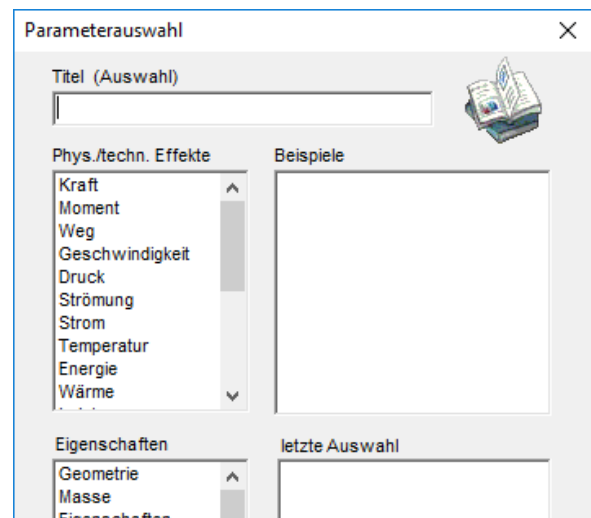 Parameterauswahl
Titel (Auswahl)
Phys./techn. Effekte
Beispiele
Kraft
Moment
Weg
Geschwindigkeit
Druck
Strömung
Strom
Temperatur
Energie
Wärme
Eigenschaften
letzte Auswahl
Geometrie
Masse
Eigenschaften